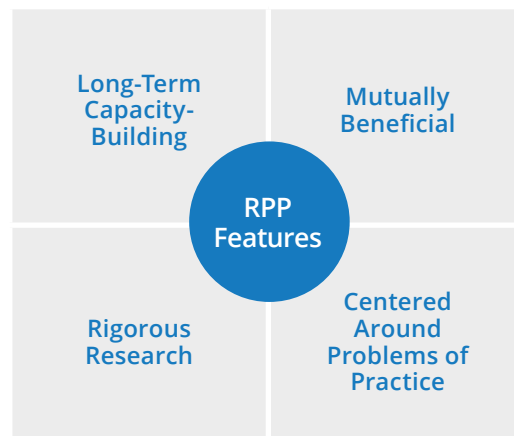 Long-Term
Capacity-
Building
Mutually
Beneficial
RPP
Features
Rigorous
Research
Centered
Around
Problems of
Practice